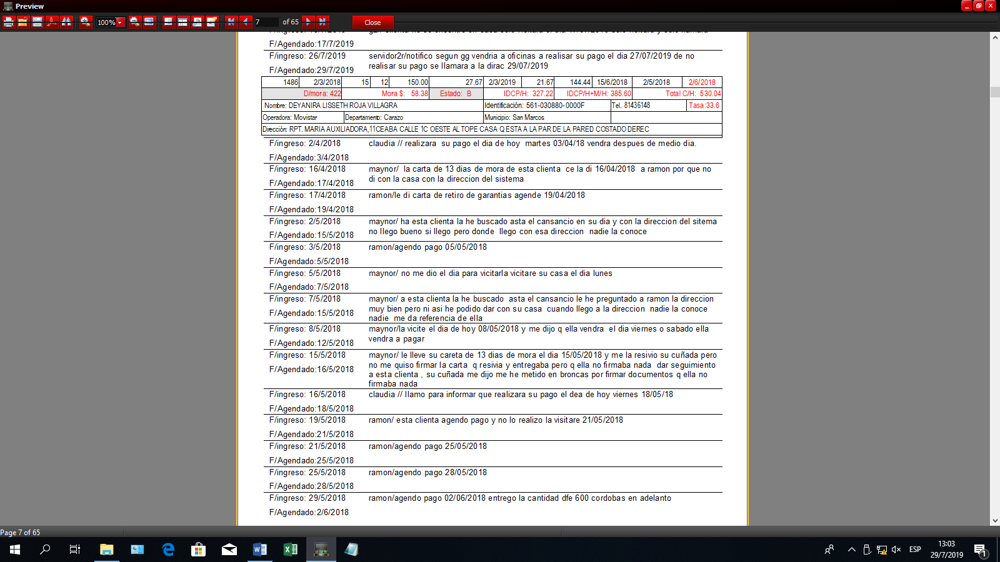 Preview
100%
7
of 65
Close
F/Agendado:17/7/2019
F/ingreso: 26/7/2019 servidor2r/notifico segun gg vendria a oficinas a realisar su pago el dia 27/07/2019 de no
realisar su pago se llamara a la dirac 29/07/2019
F/Agendado:29/7/2019
1486 2/3/2018 15 12 150.00 27.67 2/3/2019 21.67 144.44 15/6/2018 2/5/2018 2/6/2018
D/mora: 422 Mora $: 58.38 Estado: B IDCP/H: 327.22 IDCP/H+M/H: 385.60 Total C/H: 530.04
Nombre: DEYANIRA LISSETH ROJA VILLAGRA Identificación: 561-030880-0000F Tel. 81436148 Tasa:33.6
Operadora: Movistar Departamento: Carazo Municipio: San Marcos
Dirección: RPT. MARIA AUXILIADORA,11CEABA CALLE 1C OESTE AL TOPE CASA Q ESTA A LA PAR DE LA PARED COSTADO DEREC
F/ingreso: 2/4/2018 claudia // realizara su pago el dia de hoy martes 03/04/18 vendra despues de medio dia.
F/Agendado:3/4/2018
F/ingreso: 16/4/2018 maynor/ la carta de 13 dias de mora de esta clienta ce la di 16/04/2018 a ramon por que no
di con la casa con la direccion del sistema
F/Agendado:17/4/2018
F/ingreso: 17/4/2018 ramon/le di carta de retiro de garantias agende 19/04/2018
F/Agendado:19/4/2018
F/ingreso: 2/5/2018 maynor/ ha esta clienta la he buscado asta el cansancio en su dia y con la direccion del sitema
no llego bueno si llego pero donde llego con esa direccion nadie la conoce
F/Agendado:15/5/2018
F/ingreso: 3/5/2018 ramon/agendo pago 05/05/2018
F/Agendado:5/5/2018
F/ingreso: 5/5/2018 maynor/ no me dio el dia para vicitarla vicitare su casa el dia lunes
F/Agendado:7/5/2018
F/ingreso: 7/5/2018 maynor/ a esta clienta la he buscado asta el cansancio le he preguntado a ramon la direccion
muy bien pero ni asi he podido dar con su casa cuando llego a la direccion nadie la conoce
F/Agendado:15/5/2018
nadie me da referencia de ella
F/ingreso: 8/5/2018 maynor/la vicite el dia de hoy 08/05/2018 y me dijo q ella vendra el dia viernes o sabado ella
vendra a pagar
F/Agendado:12/5/2018
F/ingreso: 15/5/2018 maynor/ le lleve su careta de 13 dias de mora el dia 15/05/2018 y me la resivio su cuñada pero
no me quiso firmar la carta q resivia y entregaba pero q ella no firmaba nada dar seguimiento
F/Agendado:16/5/2018
a esta clienta , su cuñada me dijo me he metido en broncas por firmar documentos q ella no
firmaba nada
F/ingreso: 16/5/2018 claudia // llamo para informar que realizara su pago el dea de hoy viernes 18/05/18
F/Agendado:18/5/2018
F/ingreso: 19/5/2018 ramon/ esta clienta agendo pago y no lo realizo la visitare 21/05/2018
F/Agendado:21/5/2018
F/ingreso: 21/5/2018 ramon/agendo pago 25/05/2018
F/Agendado:25/5/2018
F/ingreso: 25/5/2018 ramon/agendo pago 28/05/2018
F/Agendado:28/5/2018
F/ingreso: 29/5/2018 ramon/agendo pago 02/06/2018 entrego la cantidad dfe 600 cordobas en adelanto
F/Agendado:2/6/2018
Page 7 of 65
ESP
13:03
29/7/2019
1